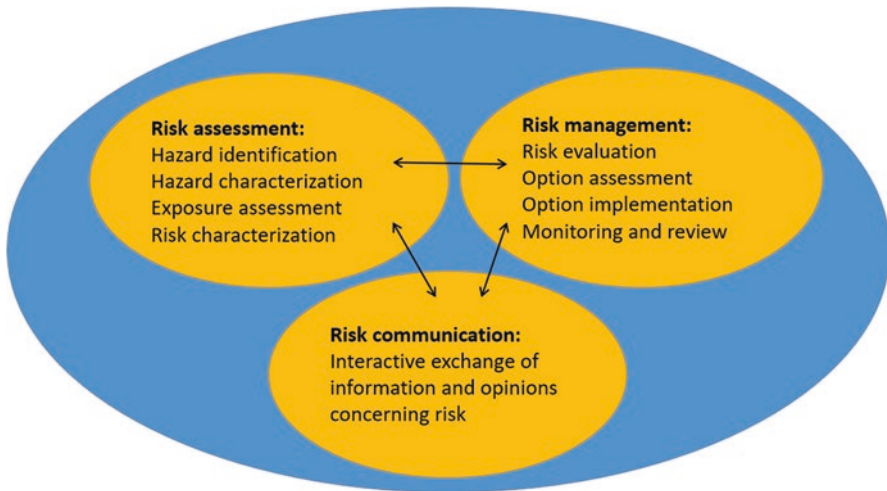 Risk assessment:
Hazard identification
Hazard characterization
Exposure assessment
Risk characterization
Risk management:
Risk evaluation
Option assessment
Option implementation
Monitoring and review
Risk communication:
Interactive exchange of
information and opinions
concerning risk